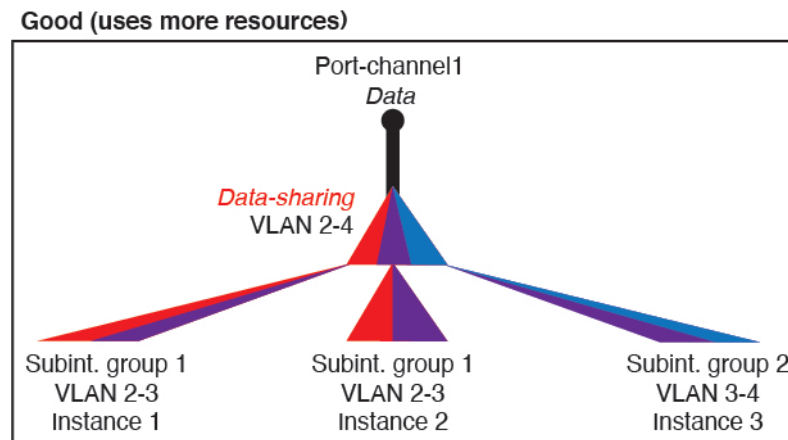 Good (uses more resources)
Port-channel1
Data
Data-sharing
VLAN 2-4
Subint. group 1
VLAN 2-3
Instance 1
Subint. group 1
VLAN 2-3
Instance 2
Subint. group 2
VLAN 3-4
Instance 3